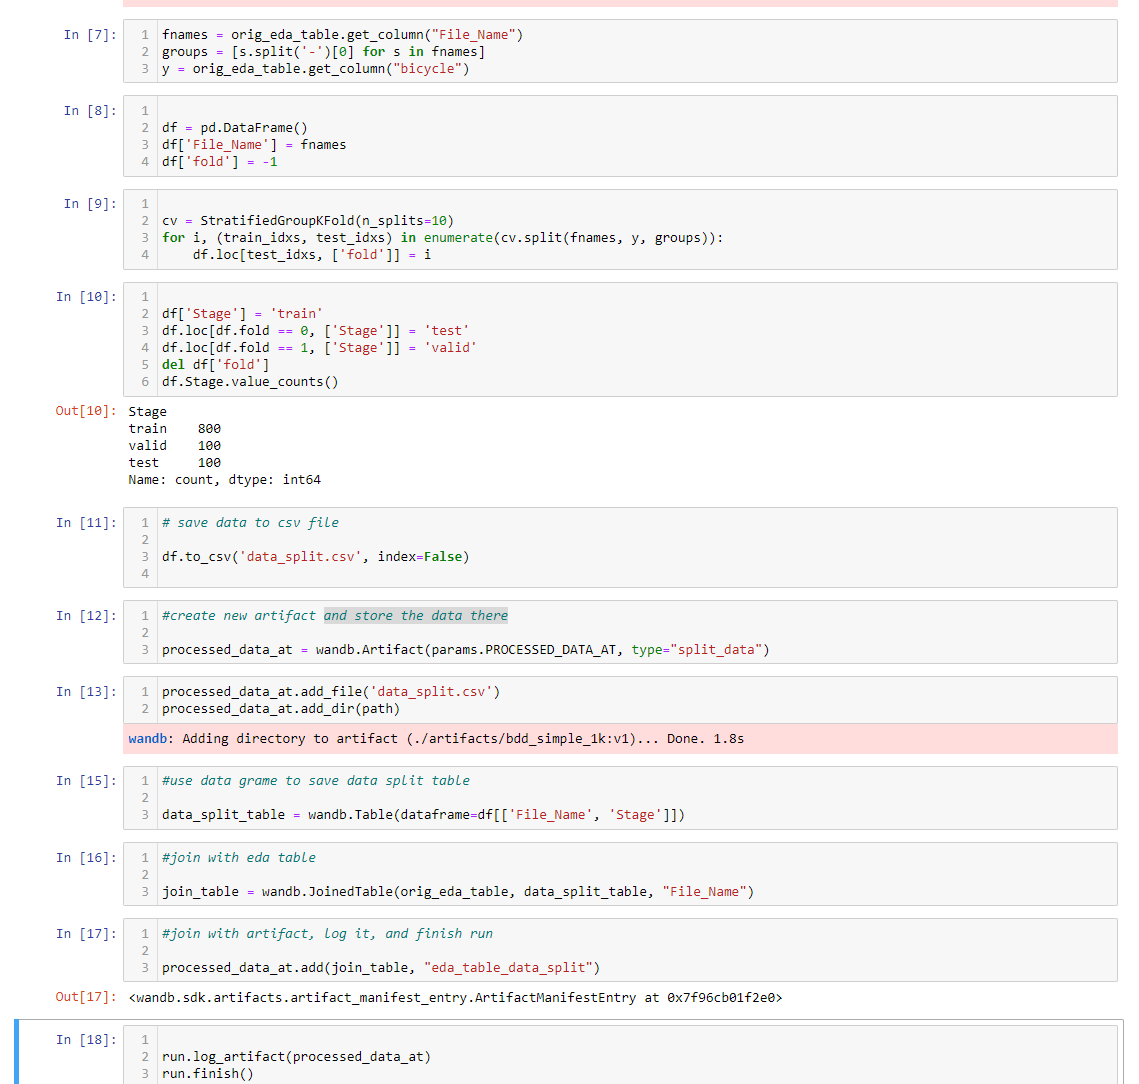 In [7]:
1 fnames = orig_eda_table.get_column("File_Name")
2 groups = [s.split('-')[0] for s in fnames]
3 y = orig_eda_table.get_column("bicycle")
In [8]:
1
2 df = pd.DataFrame()
3 df['File_Name'] = fnames
4 df['fold'] = -1
In [9]:
1
2 cv = StratifiedGroupKFold(n_splits=10)
3 for i, (train_idxs, test_idxs) in enumerate(cv.split(fnames, y, groups)):
4     df.loc[test_idxs, ['fold']] = i
In [10]:
1
2 df['Stage'] = 'train'
3 df.loc[df.fold == 0, ['Stage']] = 'test'
4 df.loc[df.fold == 1, ['Stage']] = 'valid'
5 del df['fold']
6 df.Stage.value_counts()
Out[10]: Stage
train    800
valid    100
test     100
Name: count, dtype: int64
In [11]:
1 # save data to csv file
2
3 df.to_csv('data_split.csv', index=False)
4
In [12]:
1 #create new artifact and store the data there
2
3 processed_data_at = wandb.Artifact(params.PROCESSED_DATA_AT, type="split_data")
In [13]:
1 processed_data_at.add_file('data_split.csv')
2 processed_data_at.add_dir(path)
wandb: Adding directory to artifact (./artifacts/bdd_simple_1k:v1)... Done. 1.8s
In [15]:
1 #use data grame to save data split table
2
3 data_split_table = wandb.Table(dataframe=df[['File_Name', 'Stage']])
In [16]:
1 #join with eda table
2
3 join_table = wandb.JoinedTable(orig_eda_table, data_split_table, "File_Name")
In [17]:
1 #join with artifact, log it, and finish run
2
3 processed_data_at.add(join_table, "eda_table_data_split")
Out[17]: <wandb.sdk.artifacts.artifact_manifest_entry.ArtifactManifestEntry at 0x7f96cb01f2e0>
In [18]:
1
2 run.log_artifact(processed_data_at)
3 run.finish()